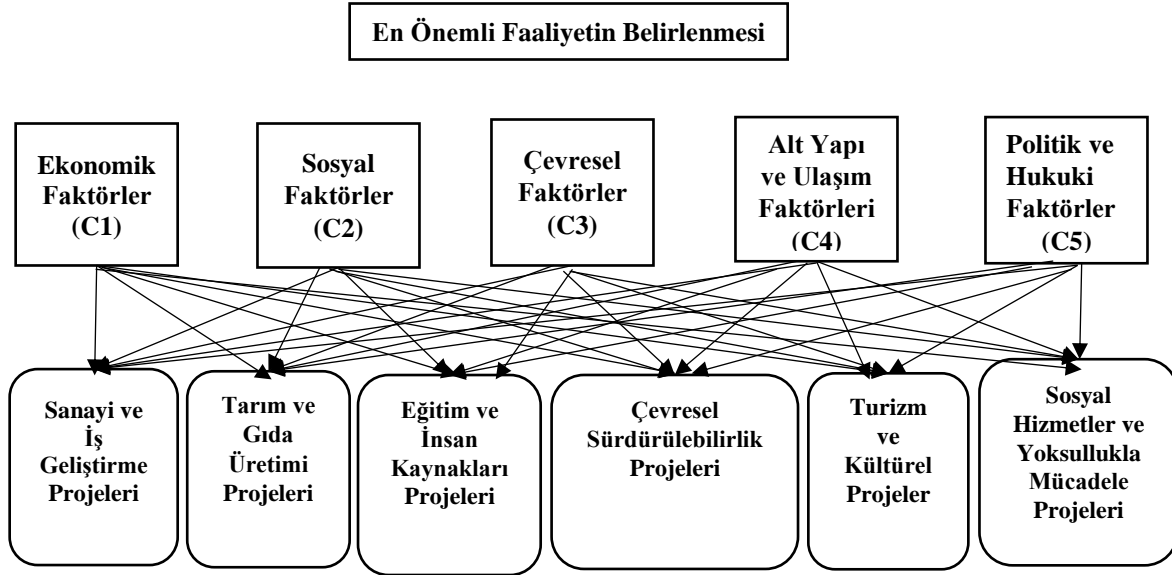 En Önemli Faaliyetin Belirlenmesi
Ekonomik
Faktörler
(C1)
Sosyal
Faktörler
(C2)
Çevresel
Faktörler
(C3)
Alt Yapı
ve Ulaşım
Faktörleri
(C4)
Politik ve
Hukuki
Faktörler
(C5)
Sanayi ve
İş
Geliştirme
Projeleri
Tarım ve
Gıda
Üretimi
Projeleri
Eğitim ve
İnsan
Kaynakları
Projeleri
Çevresel
Sürdürülebilirlik
Projeleri
Turizm
ve
Kültürel
Projeler
Sosyal
Hizmetler ve
Yoksullukla
Mücadele
Projeleri